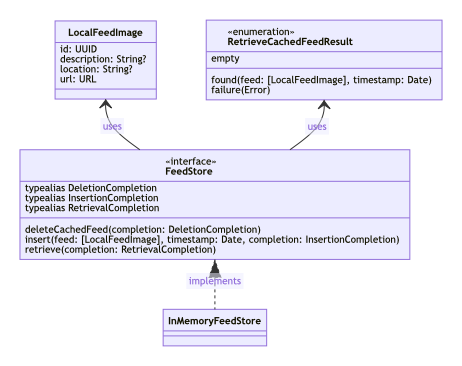 LocalFeedImage
id: UUID
description: String?
location: String?
url: URL
«enumeration»
RetrieveCachedFeedResult
empty
found(feed: [LocalFeedImage], timestamp: Date)
failure(Error)
uses
uses
«interface»
FeedStore
typealias DeletionCompletion
typealias InsertionCompletion
typealias RetrievalCompletion
deleteCachedFeed(completion: DeletionCompletion)
insert(feed: [LocalFeedImage], timestamp: Date, completion: InsertionCompletion)
retrieve(completion: RetrievalCompletion)
implements
InMemoryFeedStore